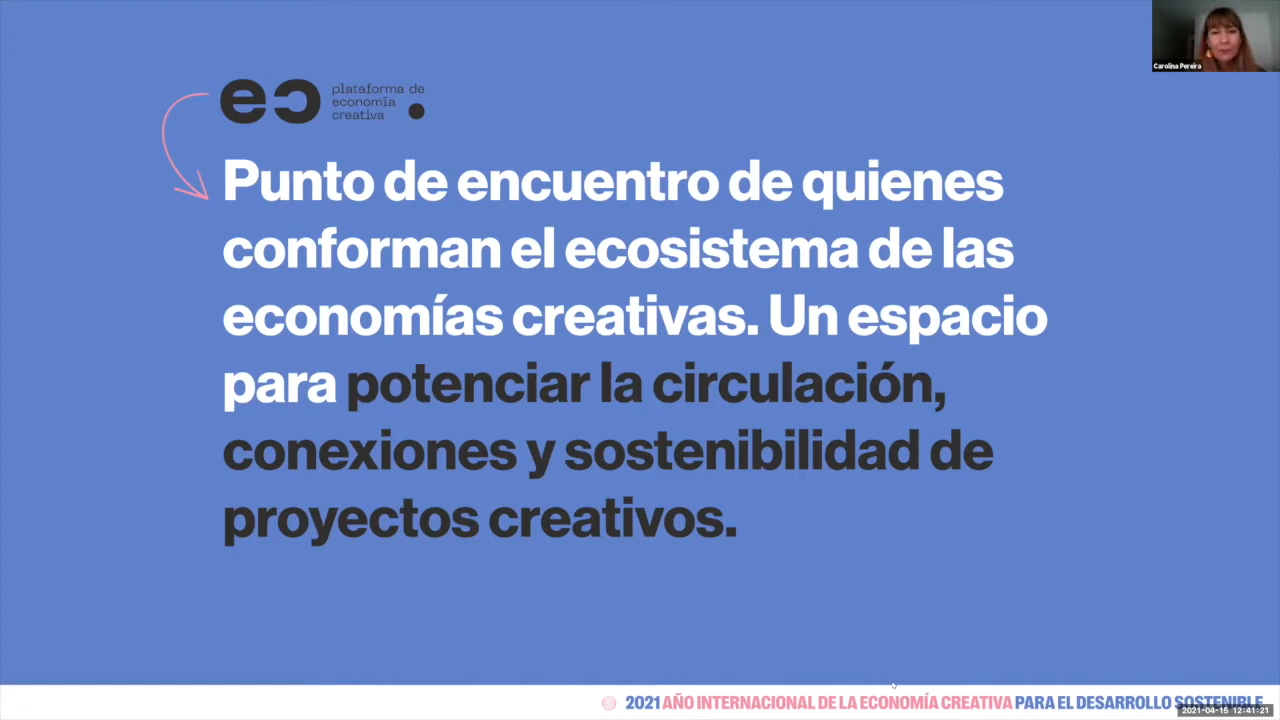 Carolina Pereira
ec plataforma de
economía
creativa
Punto de encuentro de quienes
conforman el ecosistema de las
economías creativas. Un espacio
para potenciar la circulación,
conexiones y sostenibilidad de
proyectos creativos.
2021 AÑO INTERNACIONAL DE LA ECONOMÍA CREATIVA PARA EL DESARROLLO SOSTENIBLE
2021-04-15 12:41:21